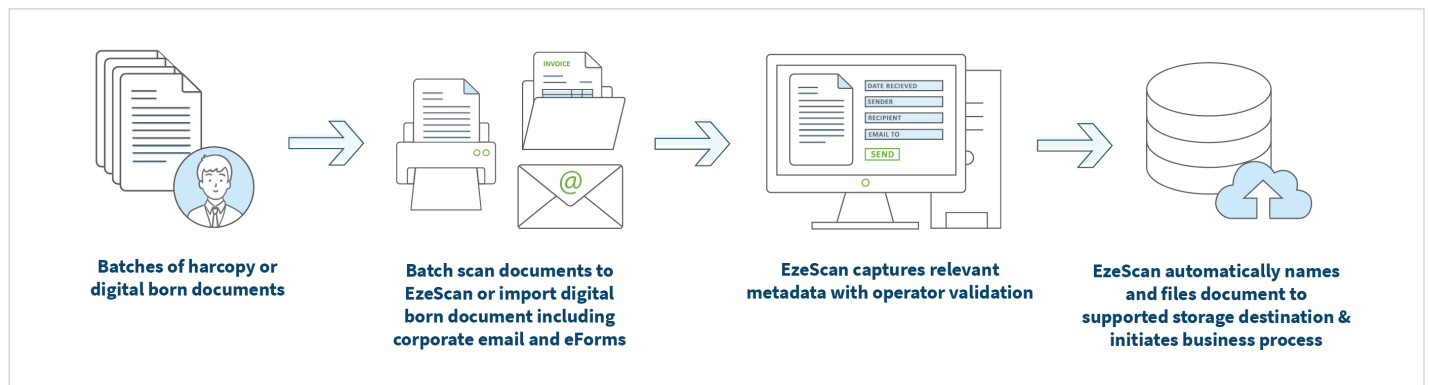 Batches of harcopy or
digital born documents
INVOICE
@
Batch scan documents to
EzeScan or import digital
born document including
corporate email and eForms
DATE RECIEVED
SENDER
RECIPIENT
EMAIL TO
SEND
EzeScan captures relevant
metadata with operator validation
EzeScan automatically names
and files document to
supported storage destination &
initiates business process